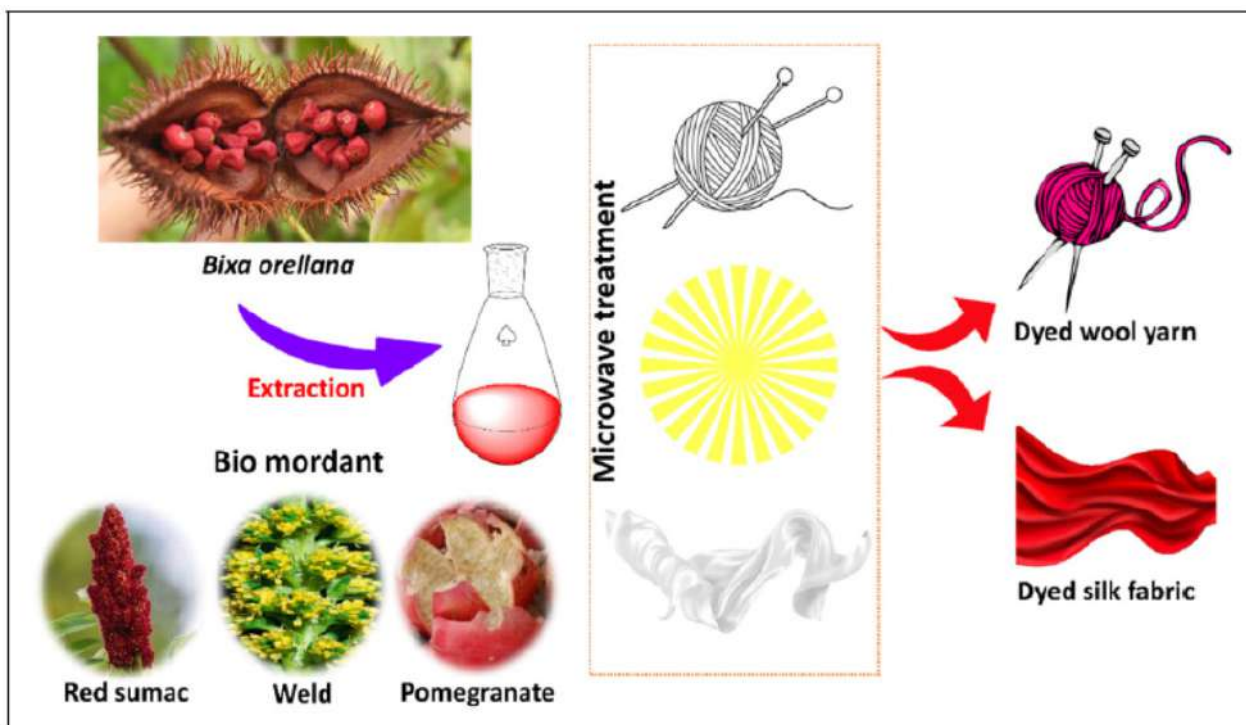 Bixa orellana
Extraction
Bio mordant
Red sumac
Weld
Pomegranate
Microwave treatment
Dyed wool yarn
Dyed silk fabric